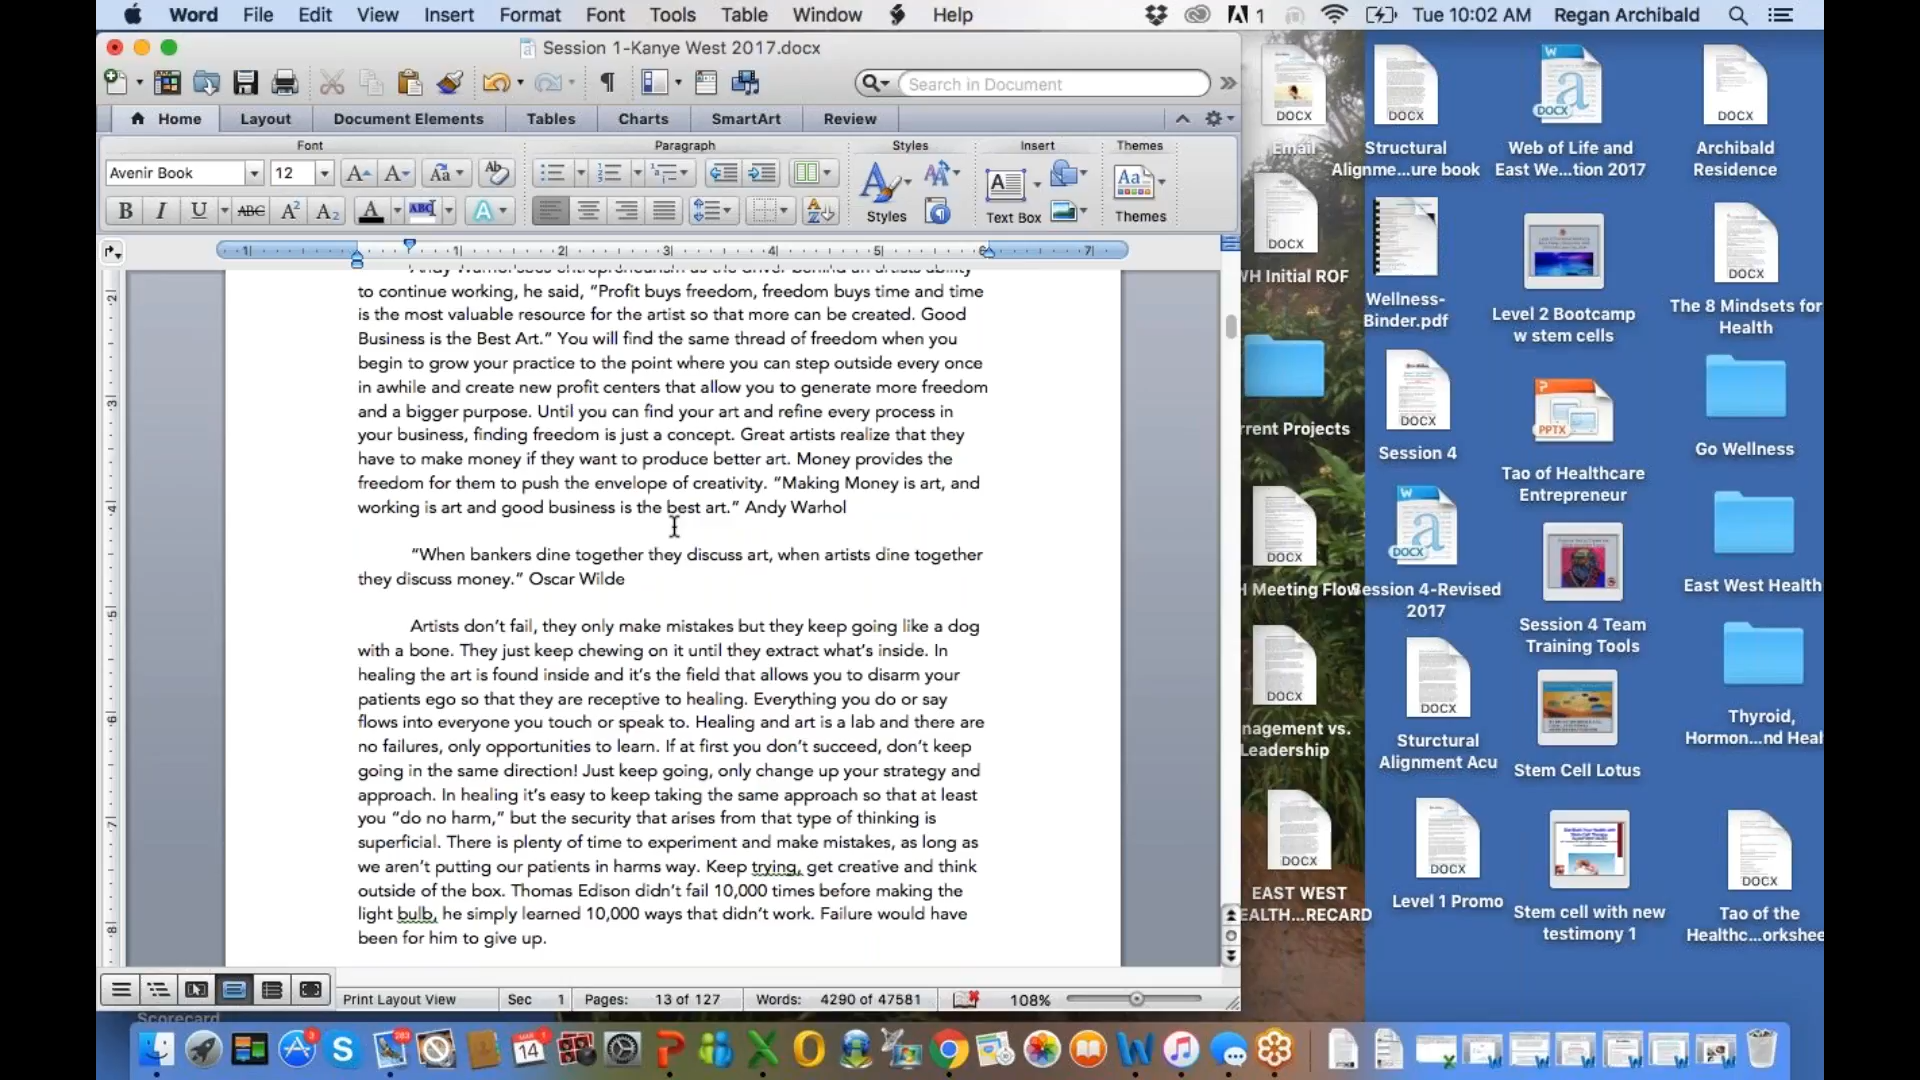 Word File Edit View Insert Format Font Tools Table Window Help 1 Tue 10:02 AM Regan Archibald
Session 1-Kanye West 2017.docx
Search in Document
Home Layout Document Elements Tables Charts SmartArt Review
Font Paragraph Styles Insert Themes
Avenir Book 12
Styles Text Box Themes
to continue working, he said, “Profit buys freedom, freedom buys time and time
is the most valuable resource for the artist so that more can be created. Good
Business is the Best Art.” You will find the same thread of freedom when you
begin to grow your practice to the point where you can step outside every once
in awhile and create new profit centers that allow you to generate more freedom
and a bigger purpose. Until you can find your art and refine every process in
your business, finding freedom is just a concept. Great artists realize that they
have to make money if they want to produce better art. Money provides the
freedom for them to push the envelope of creativity. “Making Money is art, and
working is art and good business is the best art.” Andy Warhol
“When bankers dine together they discuss art, when artists dine together
they discuss money.” Oscar Wilde
Artists don’t fail, they only make mistakes but they keep going like a dog
with a bone. They just keep chewing on it until they extract what’s inside. In
healing the art is found inside and it’s the field that allows you to disarm your
patients ego so that they are receptive to healing. Everything you do or say
flows into everyone you touch or speak to. Healing and art is a lab and there are
no failures, only opportunities to learn. If at first you don’t succeed, don’t keep
going in the same direction! Just keep going, only change up your strategy and
approach. In healing it’s easy to keep taking the same approach so that at least
you “do no harm,” but the security that arises from that type of thinking is
superficial. There is plenty of time to experiment and make mistakes, as long as
we aren’t putting our patients in harms way. Keep trying, get creative and think
outside of the box. Thomas Edison didn’t fail 10,000 times before making the
light bulb, he simply learned 10,000 ways that didn’t work. Failure would have
been for him to give up.
Print Layout View Sec 1 Pages: 13 of 127 Words: 4290 of 47581 108%
Scorecard
DOCX
Email
DOCX
WH Initial ROF
rrent Projects
DOCX
H Meeting Flow
DOCX
nagement vs.
Leadership
DOCX
EAST WEST
EALTH...RECARD
DOCX
Structural
Alignme...ure book
Wellness-
Binder.pdf
DOCX
Session 4
DOCX
Session 4-Revised
2017
DOCX
Sturctural
Alignment Acu
DOCX
Level 1 Promo
DOCX
Web of Life and
East We...tion 2017
Level 2 Bootcamp
w stem cells
PPTX
Tao of Healthcare
Entrepreneur
Session 4 Team
Training Tools
Stem Cell Lotus
Stem cell with new
testimony 1
DOCX
Archibald
Residence
DOCX
The 8 Mindsets for
Health
Go Wellness
East West Health
Thyroid,
Hormon...nd Heal
DOCX
Tao of the
Healthc...orkshee